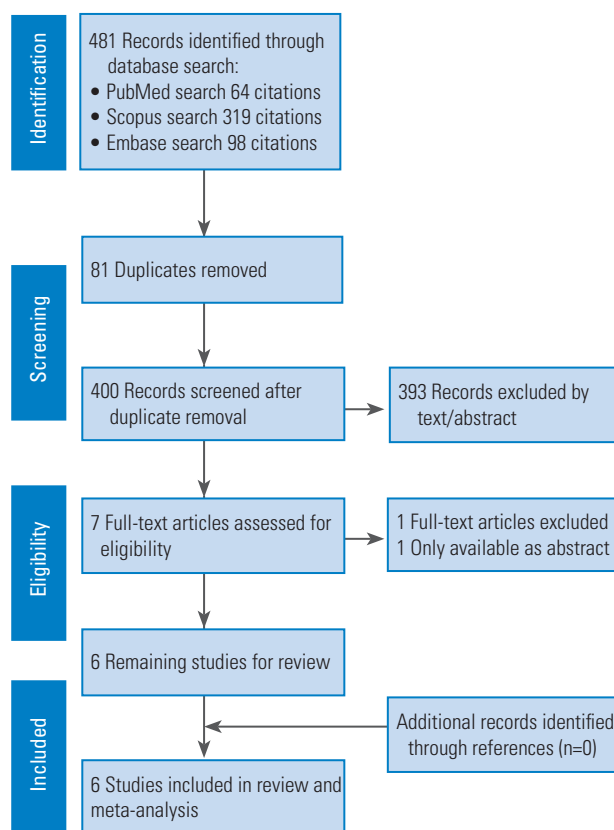 Identification
481 Records identified through
database search:
• PubMed search 64 citations
• Scopus search 319 citations
• Embase search 98 citations
Screening
81 Duplicates removed
400 Records screened after
duplicate removal
393 Records excluded by
text/abstract
Eligibility
7 Full-text articles assessed for
eligibility
1 Full-text articles excluded
1 Only available as abstract
6 Remaining studies for review
Included
Additional records identified
through references (n=0)
6 Studies included in review and
meta-analysis